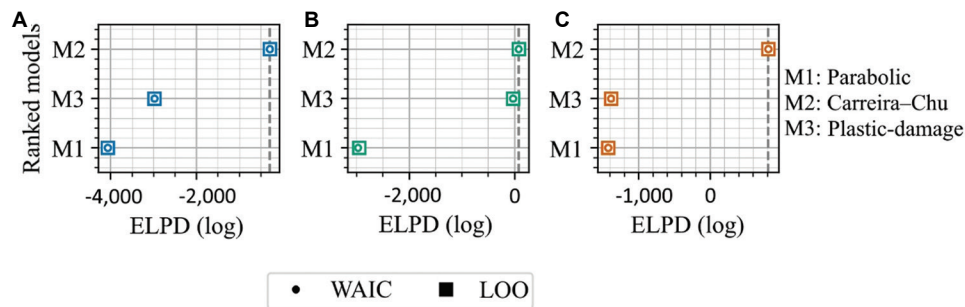 A
B
C
Ranked models
M2
M3
M1
-4,000
-2,000
ELPD (log)
M2
M3
M1
-2,000
0
ELPD (log)
M2
M3
M1
-1,000
0
ELPD (log)
M1: Parabolic
M2: Carreira–Chu
M3: Plastic-damage
WAIC
LOO